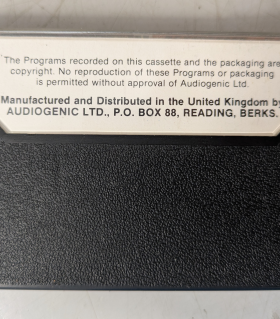 The Programs recorded on this cassette and the packaging are
copyright. No reproduction of these Programs or packaging
is permitted without approval of Audiogenic Ltd.
Manufactured and Distributed in the United Kingdom by
AUDIOGENIC LTD., P.O. BOX 88, READING, BERKS.